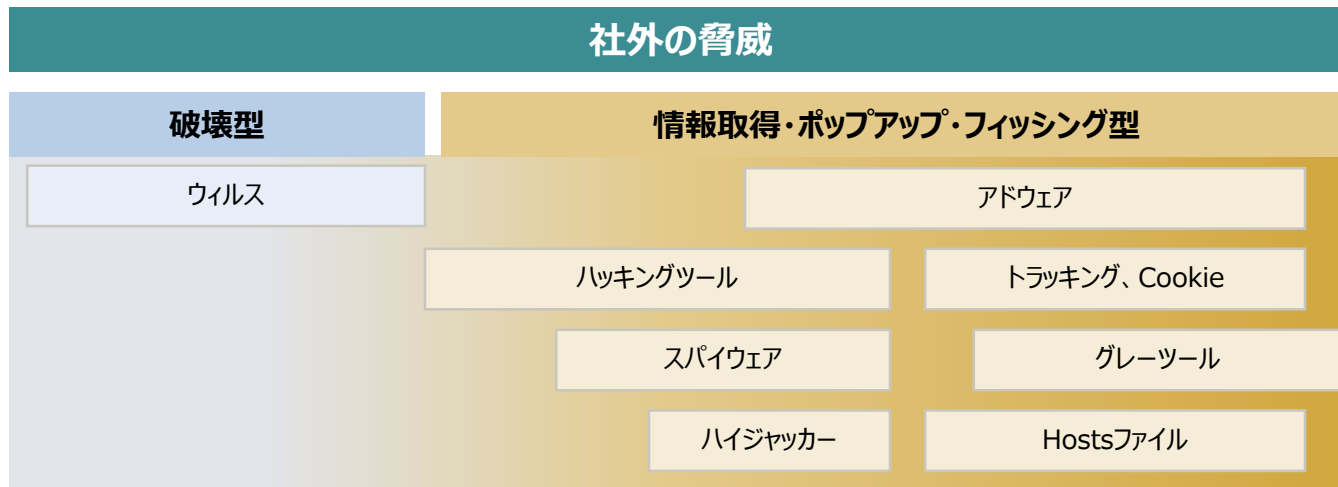 社外の脅威
破壊型
情報取得・ポップアップ・フィッシング型
ウィルス
アドウェア
ハッキングツール
トラッキング、Cookie
スパイウェア
グレーツール
ハイジャッカー
Hostsファイル